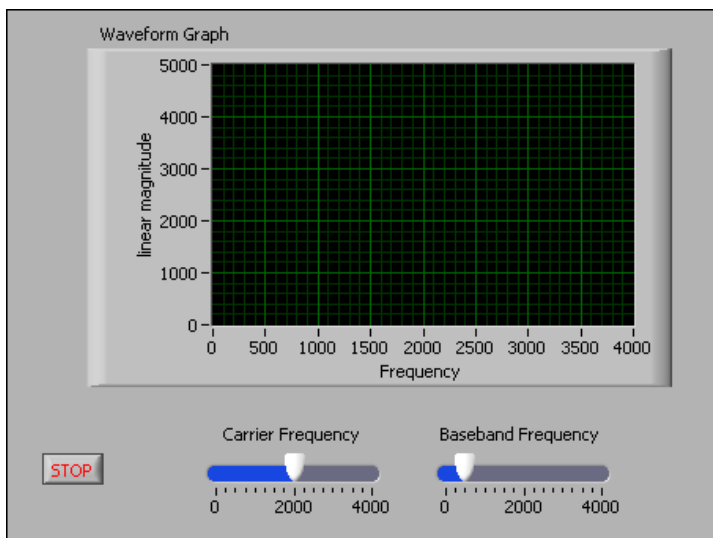 Waveform Graph
linear magnitude
5000
4000
3000
2000
1000
0
0 500 1000 1500 2000 2500 3000 3500 4000
Frequency
Carrier Frequency
0 2000 4000
Baseband Frequency
0 2000 4000
STOP